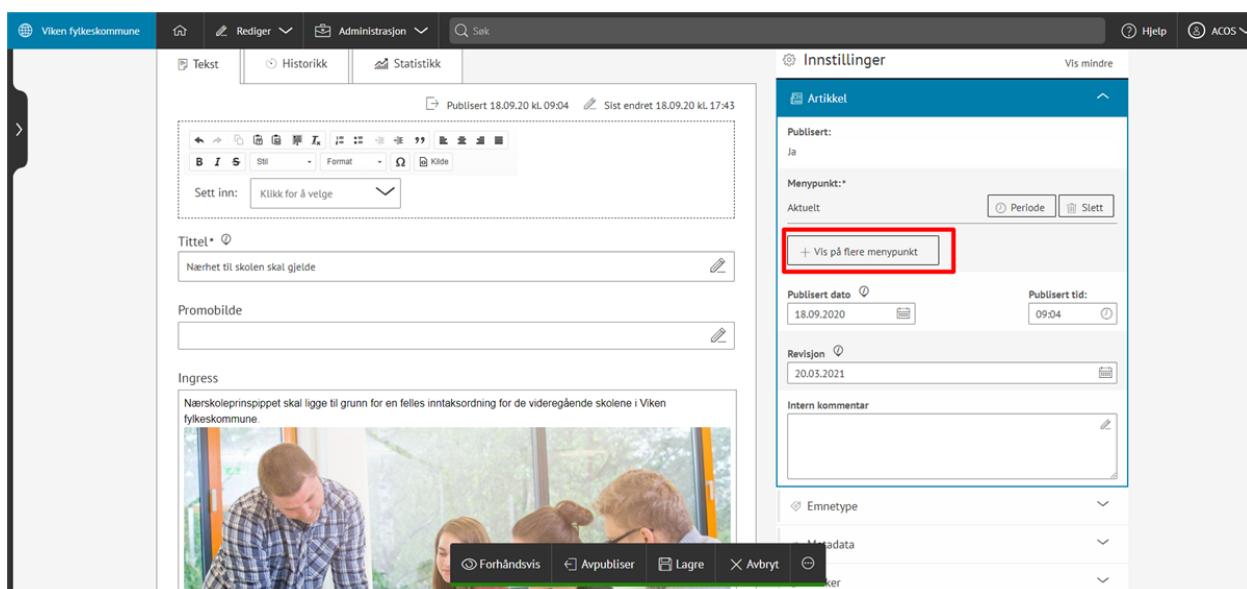 Viken fylkeskommune
Rediger
Administrasjon
Søk
Hjelp
ACOS
Tekst
Historikk
Statistikk
Publisert 18.09.20 kl. 09:04
Sist endret 18.09.20 kl. 17:43
B I S
Stil
Format
Ω
Kilde
Sett inn:
Klikk for å velge
Tittel*
Nærhet til skolen skal gjelde
Promobilde
Ingress
Nærskoleprinsippet skal ligge til grunn for en felles inntaksordning for de videregående skolene i Viken
fylkeskommune.
Forhåndsvis
Avpubliser
Lagre
Avbryt
Innstillinger
Vis mindre
Artikkel
Publisert:
Ja
Menypunkt:*
Aktuelt
Periode
Slett
+ Vis på flere menypunkt
Publisert dato
Publisert tid:
18.09.2020
09:04
Revisjon
20.03.2021
Intern kommentar
Emnetype